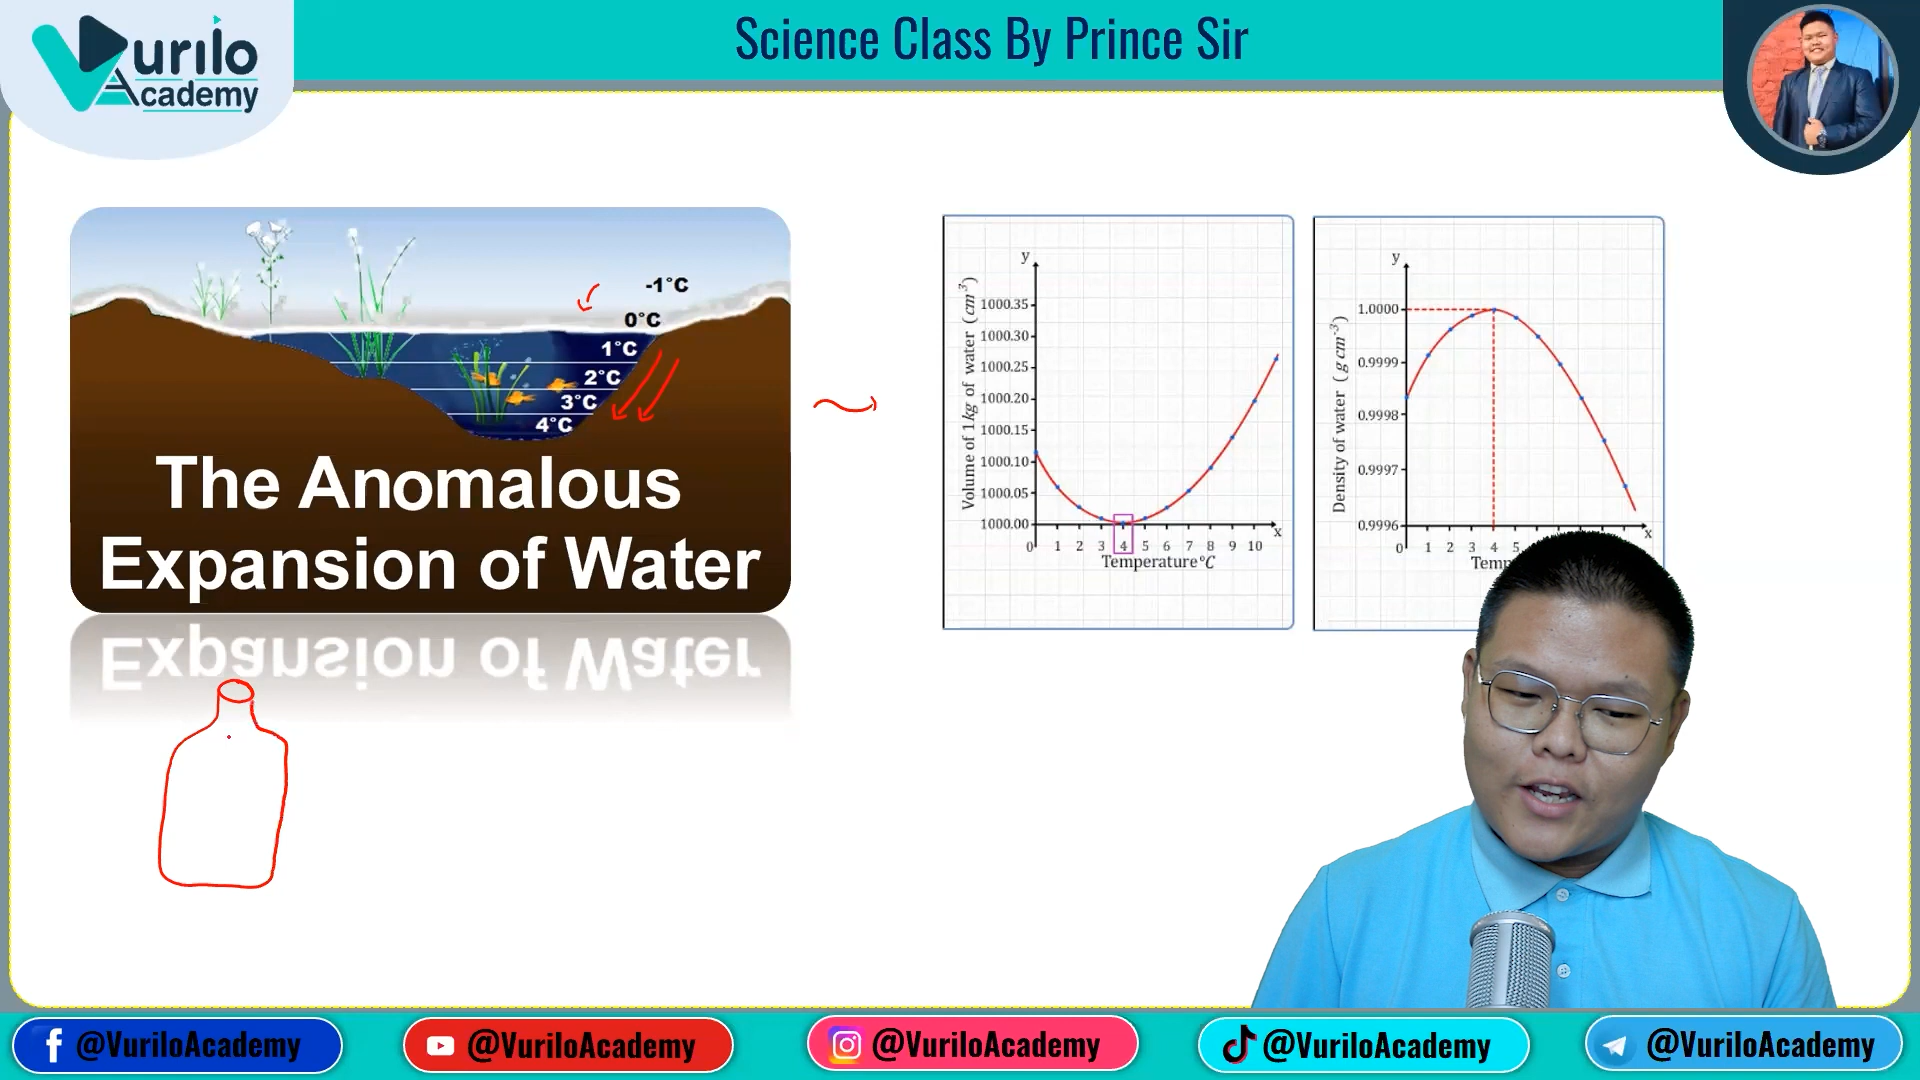 Vurilo
Academy
Science Class By Prince Sir
-1°C
0°C
1°C
2°C
3°C
4°C
The Anomalous
Expansion of Water
Expansion of Water
y
Volume of 1kg of water (cm³)
1000.35
1000.30
1000.25
1000.20
1000.15
1000.10
1000.05
1000.00
0 1 2 3 4 5 6 7 8 9 10
x
Temperature°C
y
Density of water (g cm⁻³)
1.0000
0.9999
0.9998
0.9997
0.9996
0 1 2 3 4 5
x
Temp
@VuriloAcademy
@VuriloAcademy
@VuriloAcademy
@VuriloAcademy
@VuriloAcademy